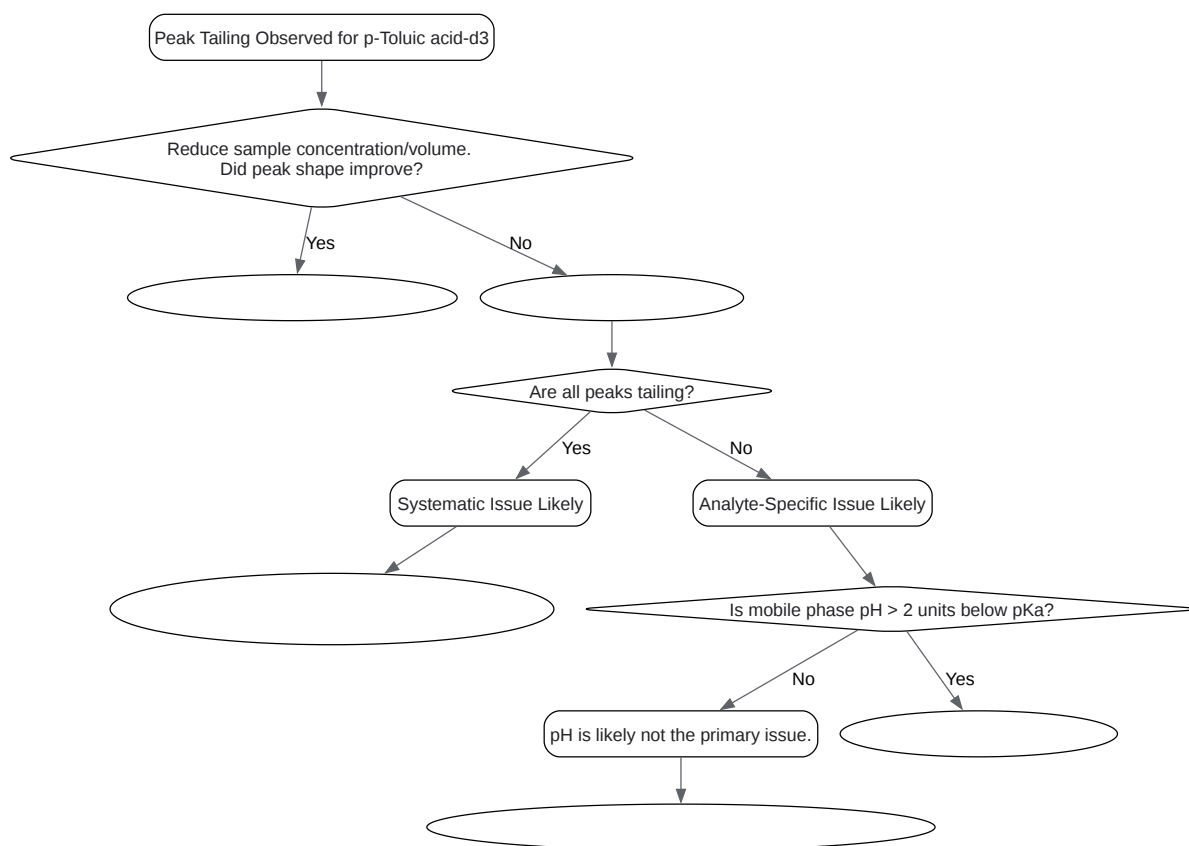 Peak Tailing Observed for p-Toluic acid-d3
Reduce sample concentration/volume.
Did peak shape improve?
Yes
No
Are all peaks tailing?
Yes
No
Systematic Issue Likely
Analyte-Specific Issue Likely
Is mobile phase pH > 2 units below pKa?
No
Yes
pH is likely not the primary issue.